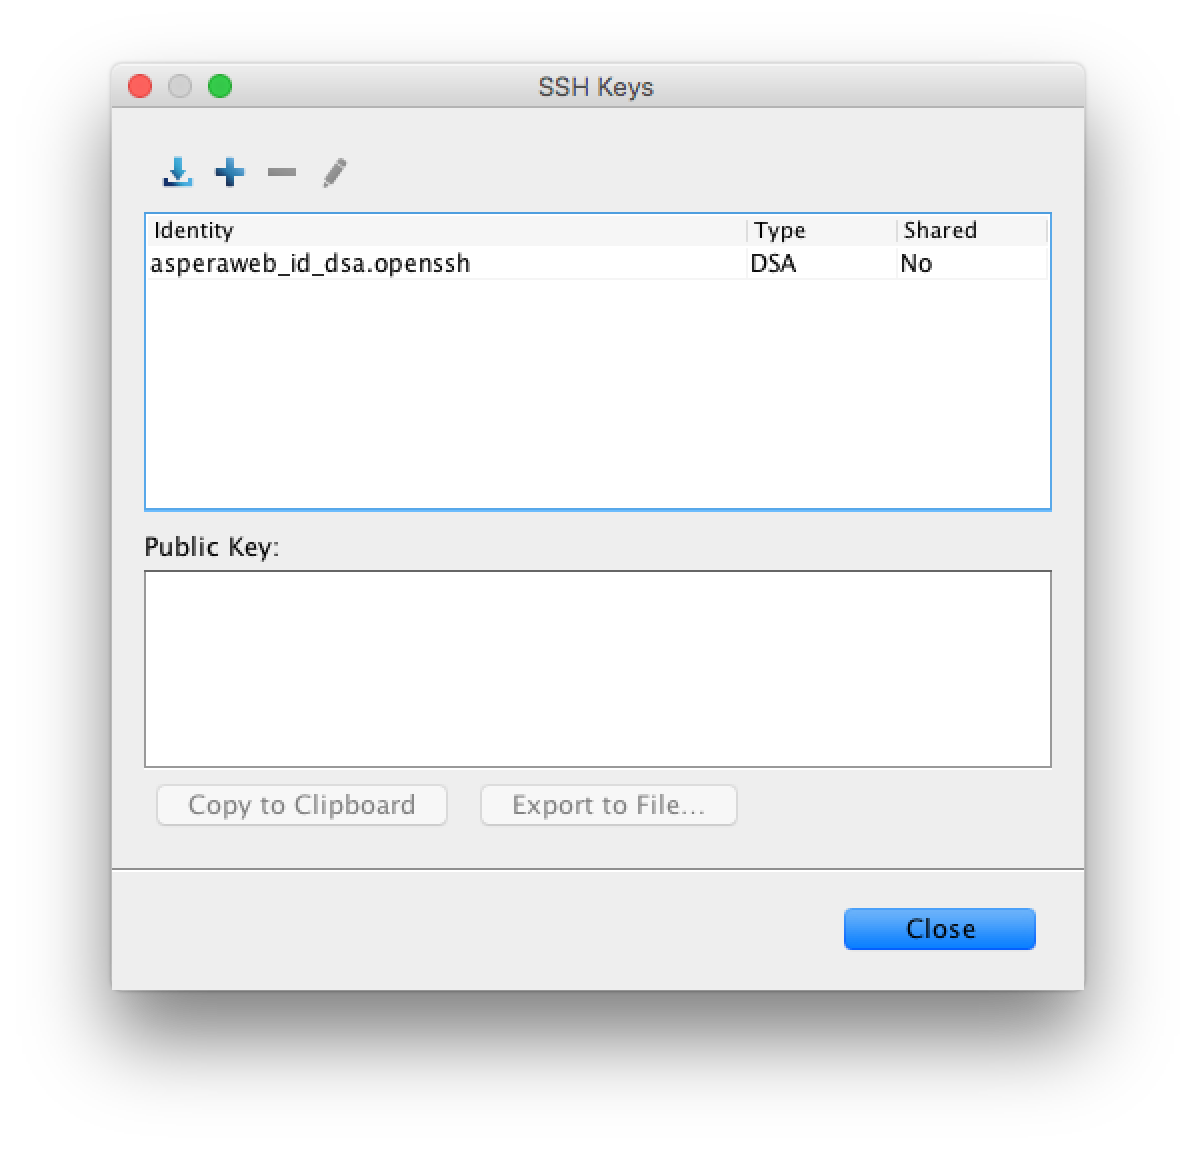 SSH Keys
Identity Type Shared
asperaweb_id_dsa.openssh DSA No
Public Key:
Copy to Clipboard Export to File...
Close